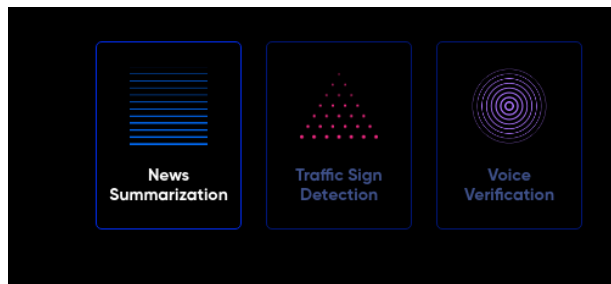 News
Summarization
Traffic Sign
Detection
Voice
Verification